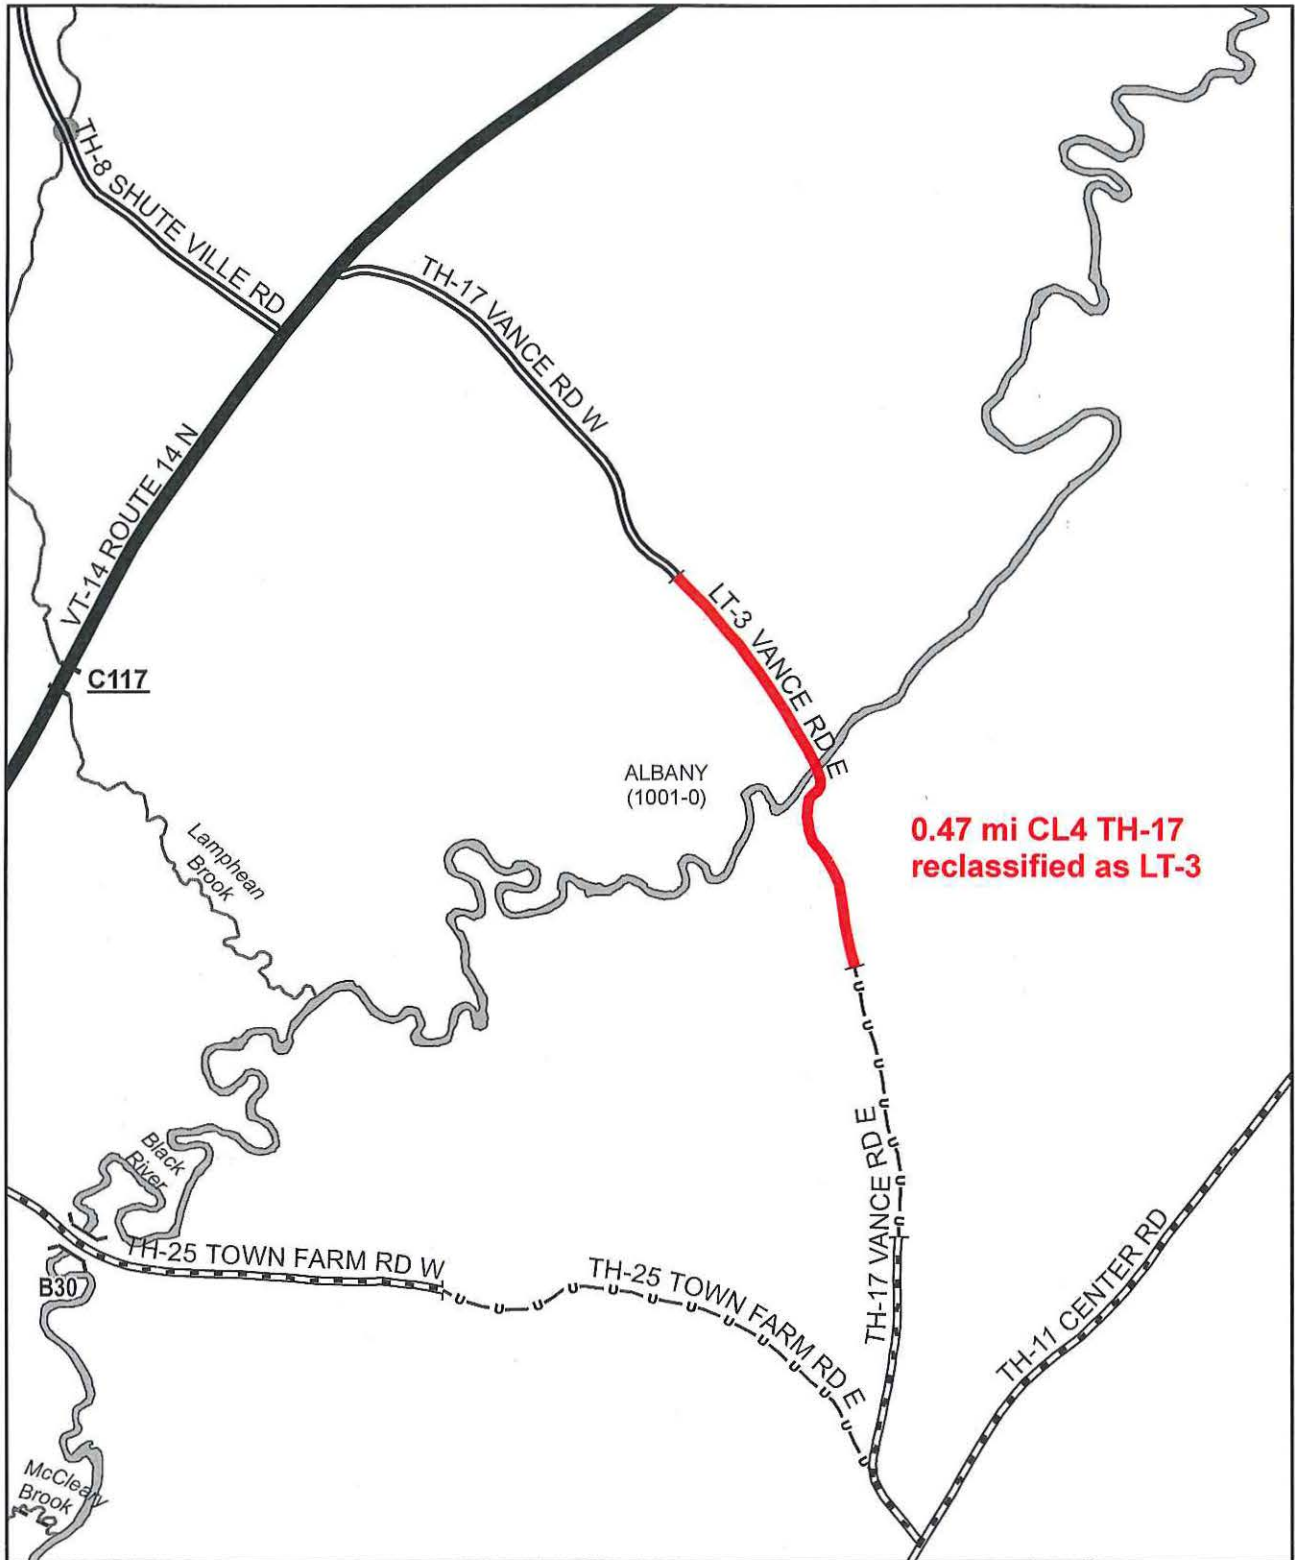 TH-8 SHUTE VILLE RD
TH-17 VANCE RD W
VT-14 ROUTE 14 N
LT-3 VANCE RD E
C117
ALBANY
(1001-0)
0.47 mi CL4 TH-17
reclassified as LT-3
Lamphean
Brook
Black
River
TH-17 VANCE RD E
TH-25 TOWN FARM RD W
TH-25 TOWN FARM RD E
B30
TH-11 CENTER RD
McCleary
Brook